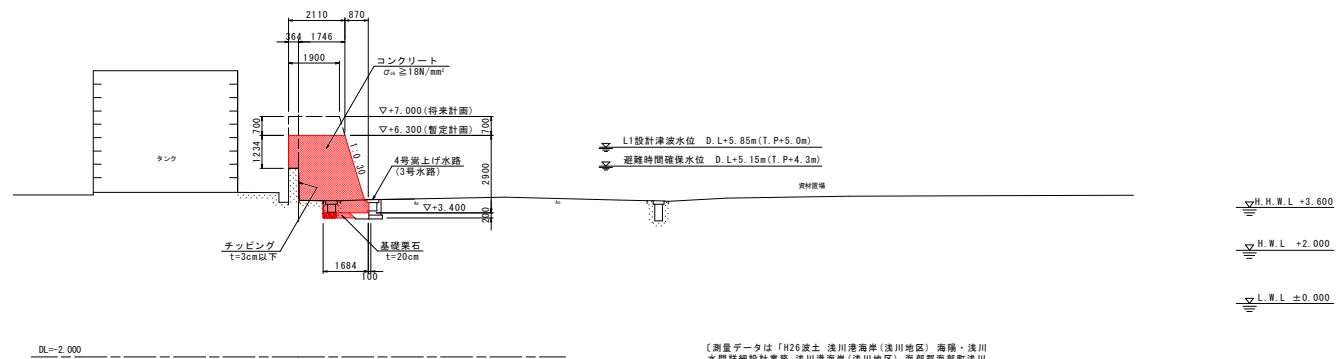 2110
870
364
1746
1900
コンクリート
σck ≧18N/mm²
▽+7.000(将来計画)
▽+6.300(暫定計画)
700
1234
700
2900
200
1:0.30
タンク
L1設計津波水位 D.L+5.85m(T.P+5.0m)
避難時間確保水位 D.L+5.15m(T.P+4.3m)
4号嵩上げ水路
(3号水路)
資材置場
As
As
▽+3.400
H.H.W.L +3.600
チッピング
t=3cm以下
基礎栗石
t=20cm
1684
100
H.W.L +2.000
L.W.L ±0.000
DL=-2.000
[測量データは「H26波土 浅川港海岸(浅川地区) 海陽・浅川